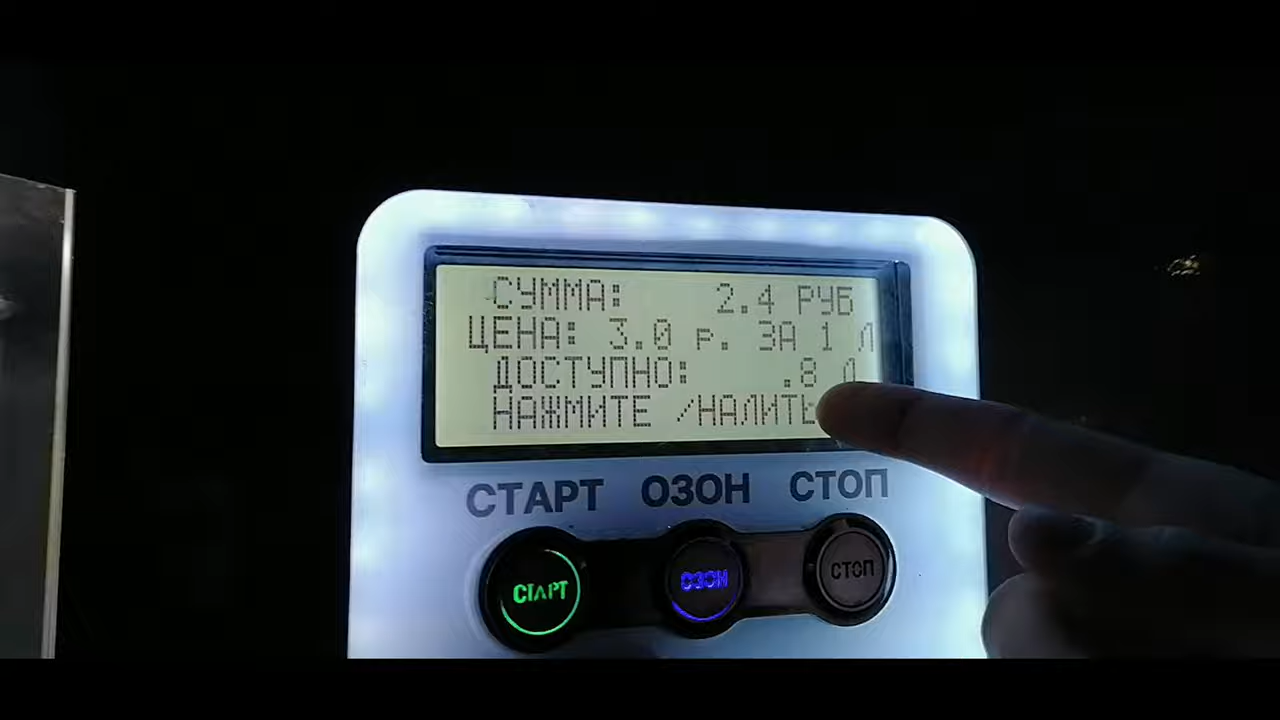 СУММА: 2.4 РУБ
ЦЕНА: 3.0 р. ЗА 1 Л
ДОСТУПНО: .8 Л
НАЖМИТЕ /НАЛИТЬ
СТАРТ ОЗОН СТОП
СТАРТ ОЗОН СТОП